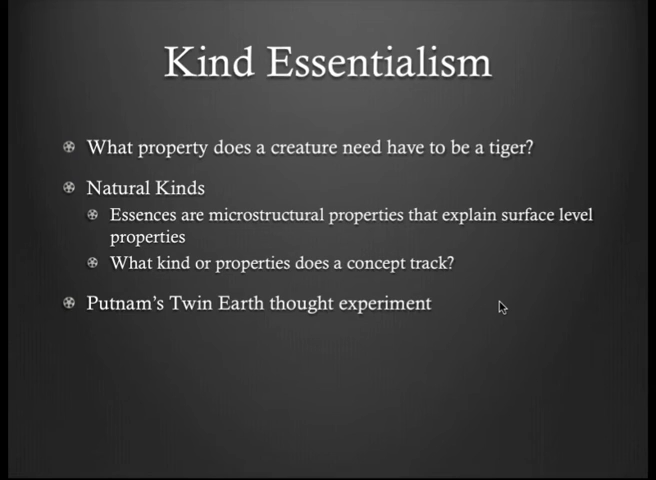 Kind Essentialism
What property does a creature need have to be a tiger?
Natural Kinds
Essences are microstructural properties that explain surface level
properties
What kind or properties does a concept track?
Putnam's Twin Earth thought experiment